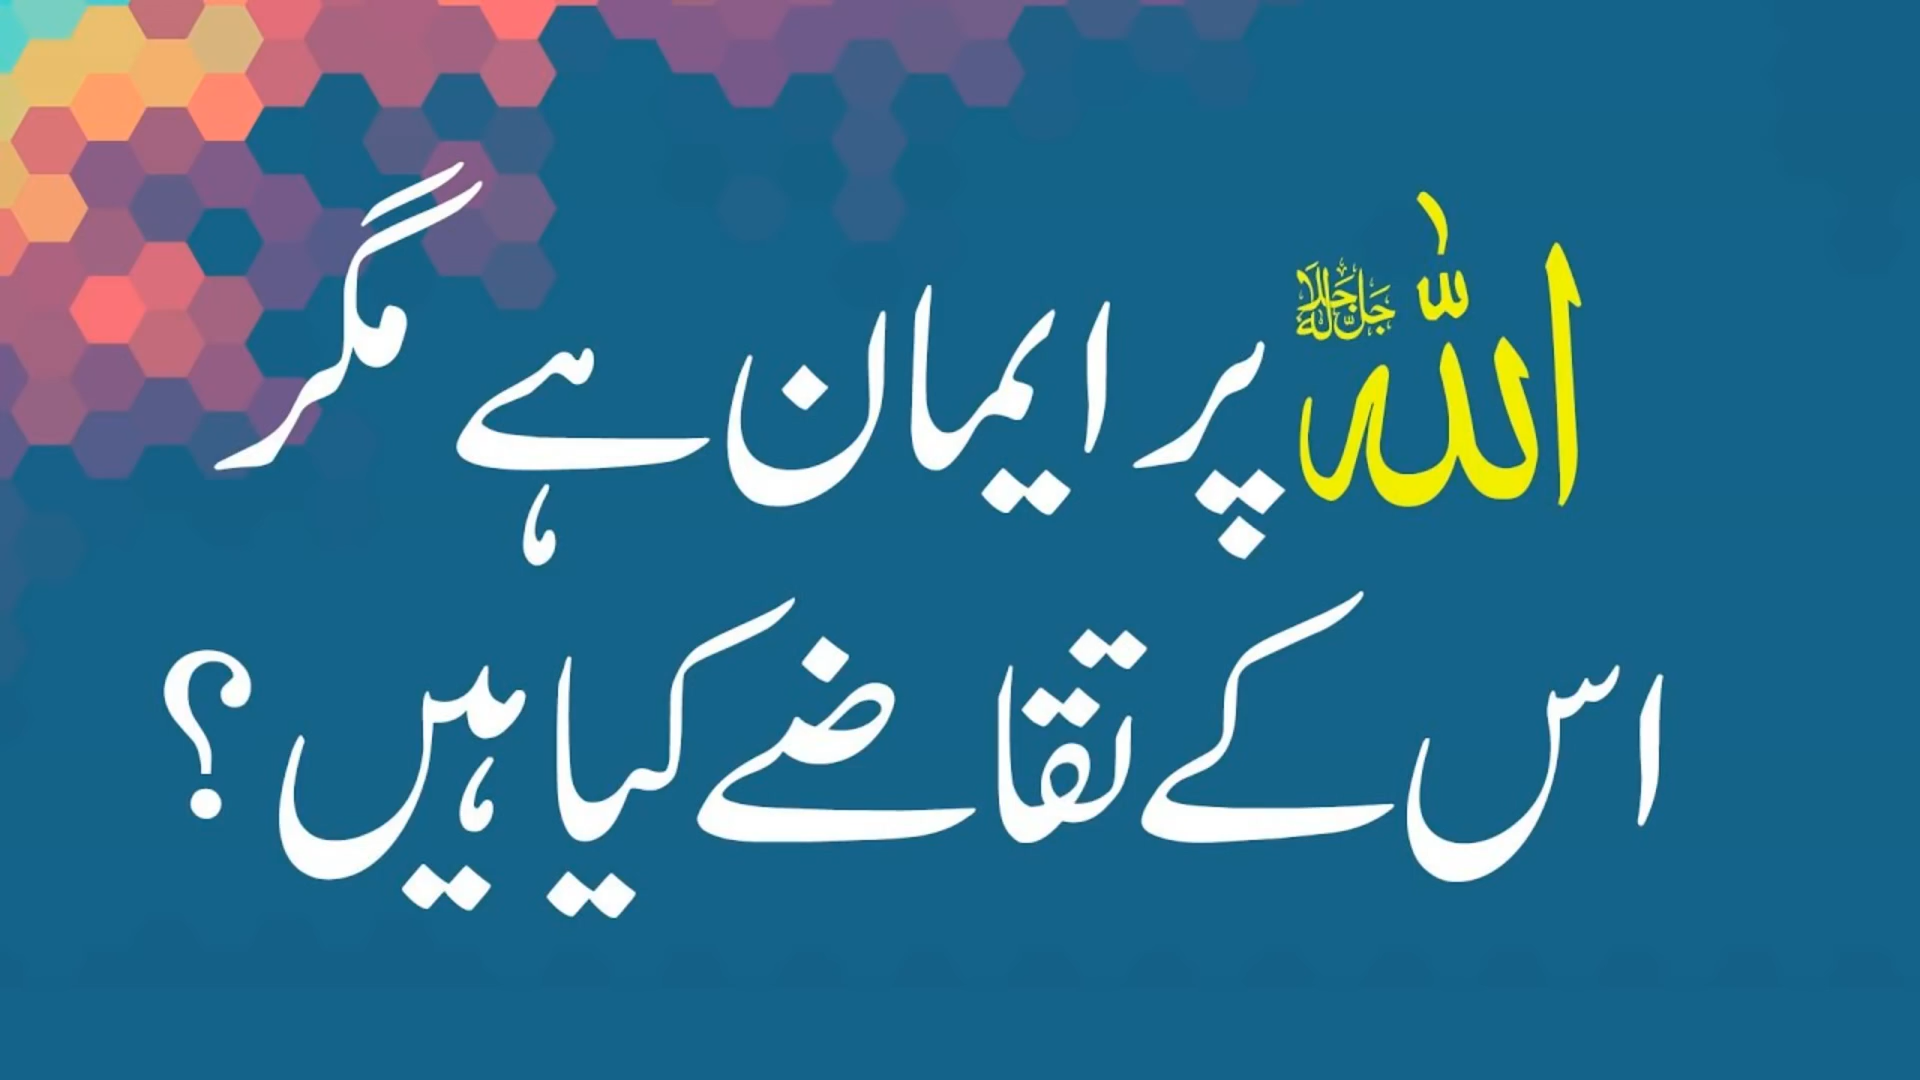 اللہ جل جلالہ پر ایمان ہے مگر
اس کے تقاضے کیا ہیں؟